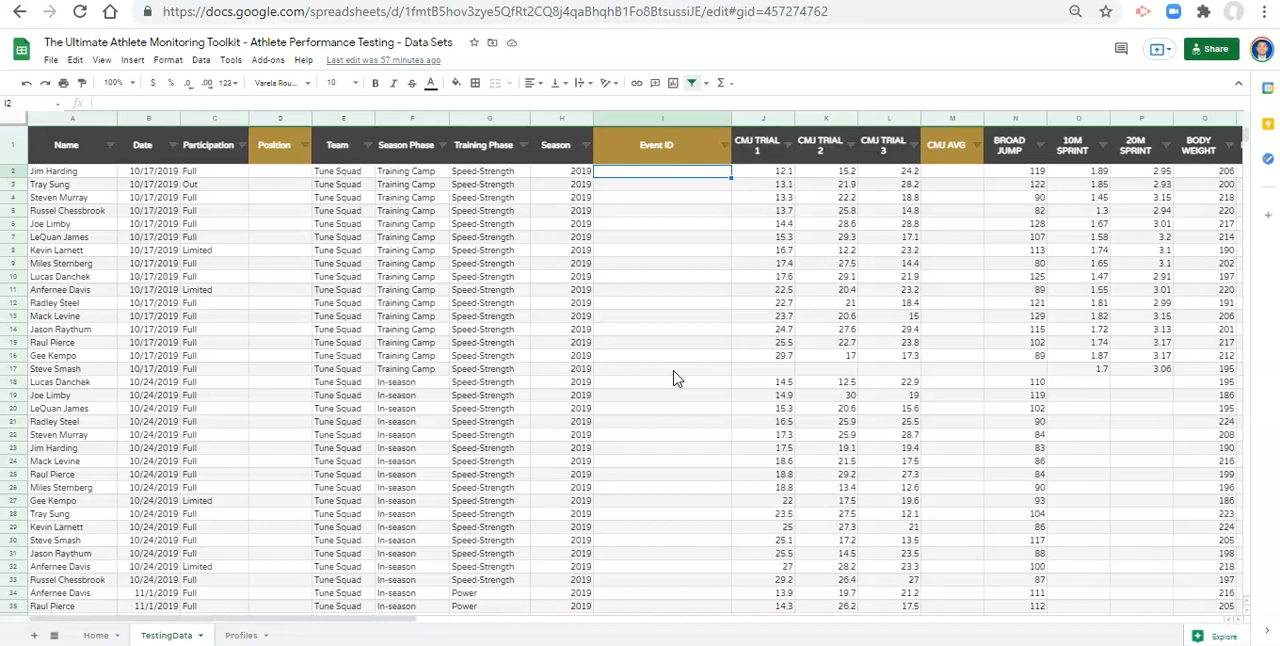 https://docs.google.com/spreadsheets/d/1fmtB5hov3zye5QfRt2CQ8j4qaBhqhB1Fo8BtsussiJE/edit#gid=457274762
The Ultimate Athlete Monitoring Toolkit - Athlete Performance Testing - Data Sets
File Edit View Insert Format Data Tools Add-ons Help Last edit was 57 minutes ago
Share
100% $ % .0 .00 123 Varela Rou... 10 B I S A
I2 fx
A B C D E F G H I J K L M N O P Q
1 Name Date Participation Position Team Season Phase Training Phase Season Event ID CMJ TRIAL 1 CMJ TRIAL 2 CMJ TRIAL 3 CMJ AVG BROAD JUMP 10M SPRINT 20M SPRINT BODY WEIGHT
2 Jim Harding 10/17/2019 Full Tune Squad Training Camp Speed-Strength 2019 12.1 15.2 24.2 119 1.89 2.95 206
3 Tray Sung 10/17/2019 Out Tune Squad Training Camp Speed-Strength 2019 13.1 21.9 28.2 122 1.85 2.93 200
4 Steven Murray 10/17/2019 Full Tune Squad Training Camp Speed-Strength 2019 13.3 22.2 18.8 90 1.45 3.15 218
5 Russel Chessbrook 10/17/2019 Full Tune Squad Training Camp Speed-Strength 2019 13.7 25.8 14.8 82 1.3 2.94 220
6 Joe Limby 10/17/2019 Full Tune Squad Training Camp Speed-Strength 2019 14.4 28.6 28.8 128 1.67 3.01 217
7 LeQuan James 10/17/2019 Full Tune Squad Training Camp Speed-Strength 2019 15.3 29.3 17.1 107 1.58 3.2 214
8 Kevin Larnett 10/17/2019 Limited Tune Squad Training Camp Speed-Strength 2019 16.7 12.2 23.2 113 1.74 3.1 190
9 Miles Sternberg 10/17/2019 Full Tune Squad Training Camp Speed-Strength 2019 17.4 27.5 14.4 80 1.65 3.1 202
10 Lucas Danchek 10/17/2019 Full Tune Squad Training Camp Speed-Strength 2019 17.6 29.1 21.9 125 1.47 2.91 197
11 Anfernee Davis 10/17/2019 Limited Tune Squad Training Camp Speed-Strength 2019 22.5 20.4 23.2 89 1.55 3.01 220
12 Radley Steel 10/17/2019 Full Tune Squad Training Camp Speed-Strength 2019 22.7 21 18.4 121 1.81 2.99 191
13 Mack Levine 10/17/2019 Full Tune Squad Training Camp Speed-Strength 2019 23.7 20.6 15 129 1.82 3.15 206
14 Jason Raythum 10/17/2019 Full Tune Squad Training Camp Speed-Strength 2019 24.7 27.6 29.4 115 1.72 3.13 201
15 Raul Pierce 10/17/2019 Full Tune Squad Training Camp Speed-Strength 2019 25.5 22.7 23.8 102 1.74 3.17 217
16 Gee Kempo 10/17/2019 Full Tune Squad Training Camp Speed-Strength 2019 29.7 17 17.3 89 1.87 3.17 212
17 Steve Smash 10/17/2019 Full Tune Squad Training Camp Speed-Strength 2019 1.7 3.06 195
18 Lucas Danchek 10/24/2019 Full Tune Squad In-season Speed-Strength 2019 14.5 12.5 22.9 110 195
19 Joe Limby 10/24/2019 Full Tune Squad In-season Speed-Strength 2019 14.9 30 19 119 186
20 LeQuan James 10/24/2019 Full Tune Squad In-season Speed-Strength 2019 15.3 20.6 15.6 102 195
21 Radley Steel 10/24/2019 Full Tune Squad In-season Speed-Strength 2019 16.5 25.9 25.5 90 224
22 Steven Murray 10/24/2019 Full Tune Squad In-season Speed-Strength 2019 17.3 25.9 28.7 84 208
23 Jim Harding 10/24/2019 Full Tune Squad In-season Speed-Strength 2019 17.5 19.1 19.4 83 190
24 Mack Levine 10/24/2019 Full Tune Squad In-season Speed-Strength 2019 18.6 21.5 17.5 86 216
25 Raul Pierce 10/24/2019 Full Tune Squad In-season Speed-Strength 2019 18.8 29.2 27.3 84 199
26 Miles Sternberg 10/24/2019 Full Tune Squad In-season Speed-Strength 2019 18.8 13.4 12.6 90 196
27 Gee Kempo 10/24/2019 Limited Tune Squad In-season Speed-Strength 2019 22 17.5 19.6 93 186
28 Tray Sung 10/24/2019 Full Tune Squad In-season Speed-Strength 2019 23.5 27.5 12.1 104 223
29 Kevin Larnett 10/24/2019 Full Tune Squad In-season Speed-Strength 2019 25 27.3 21 86 224
30 Steve Smash 10/24/2019 Full Tune Squad In-season Speed-Strength 2019 25.1 17.2 13.5 117 205
31 Jason Raythum 10/24/2019 Full Tune Squad In-season Speed-Strength 2019 25.5 14.5 23.5 88 198
32 Anfernee Davis 10/24/2019 Limited Tune Squad In-season Speed-Strength 2019 27 28.2 23.3 100 218
33 Russel Chessbrook 10/24/2019 Full Tune Squad In-season Speed-Strength 2019 29.2 26.4 27 87 197
34 Anfernee Davis 11/1/2019 Full Tune Squad In-season Power 2019 13.9 19.7 21.2 111 216
35 Raul Pierce 11/1/2019 Full Tune Squad In-season Power 2019 14.3 26.2 17.5 112 205
Home TestingData Profiles Explore